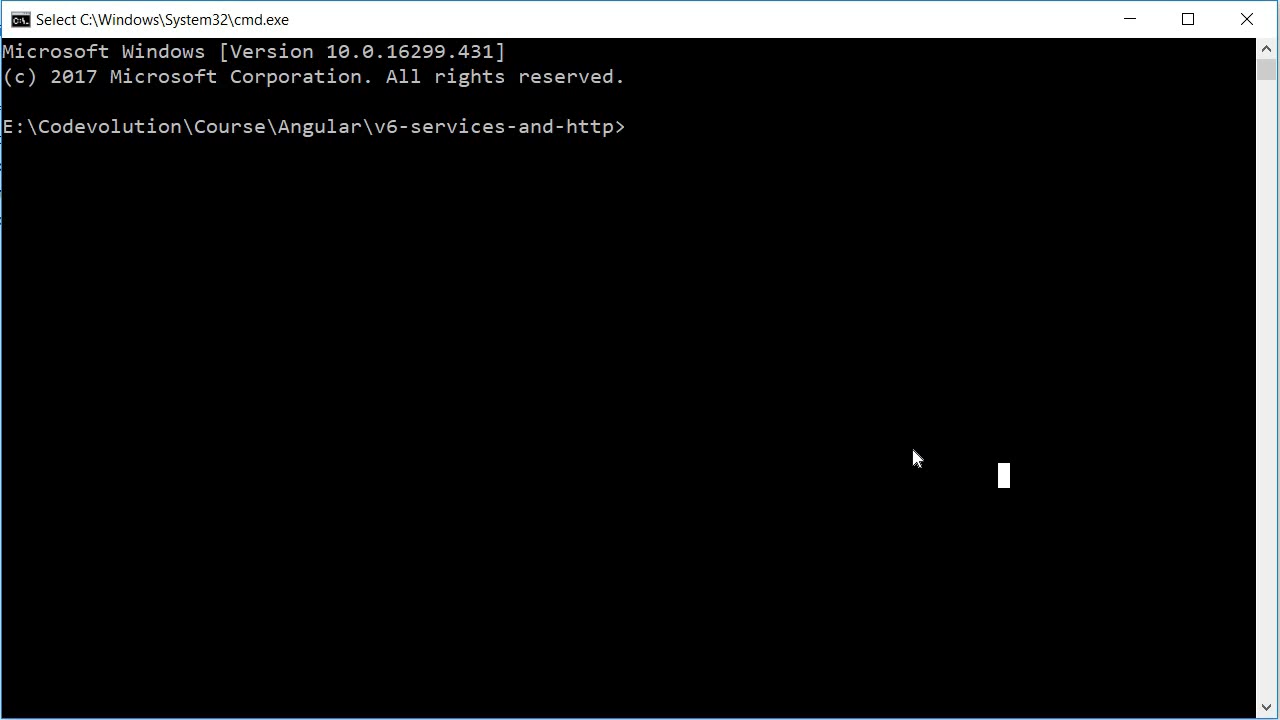 Select C:\Windows\System32\cmd.exe
Microsoft Windows [Version 10.0.16299.431]
(c) 2017 Microsoft Corporation. All rights reserved.
E:\Codevolution\Course\Angular\v6-services-and-http>